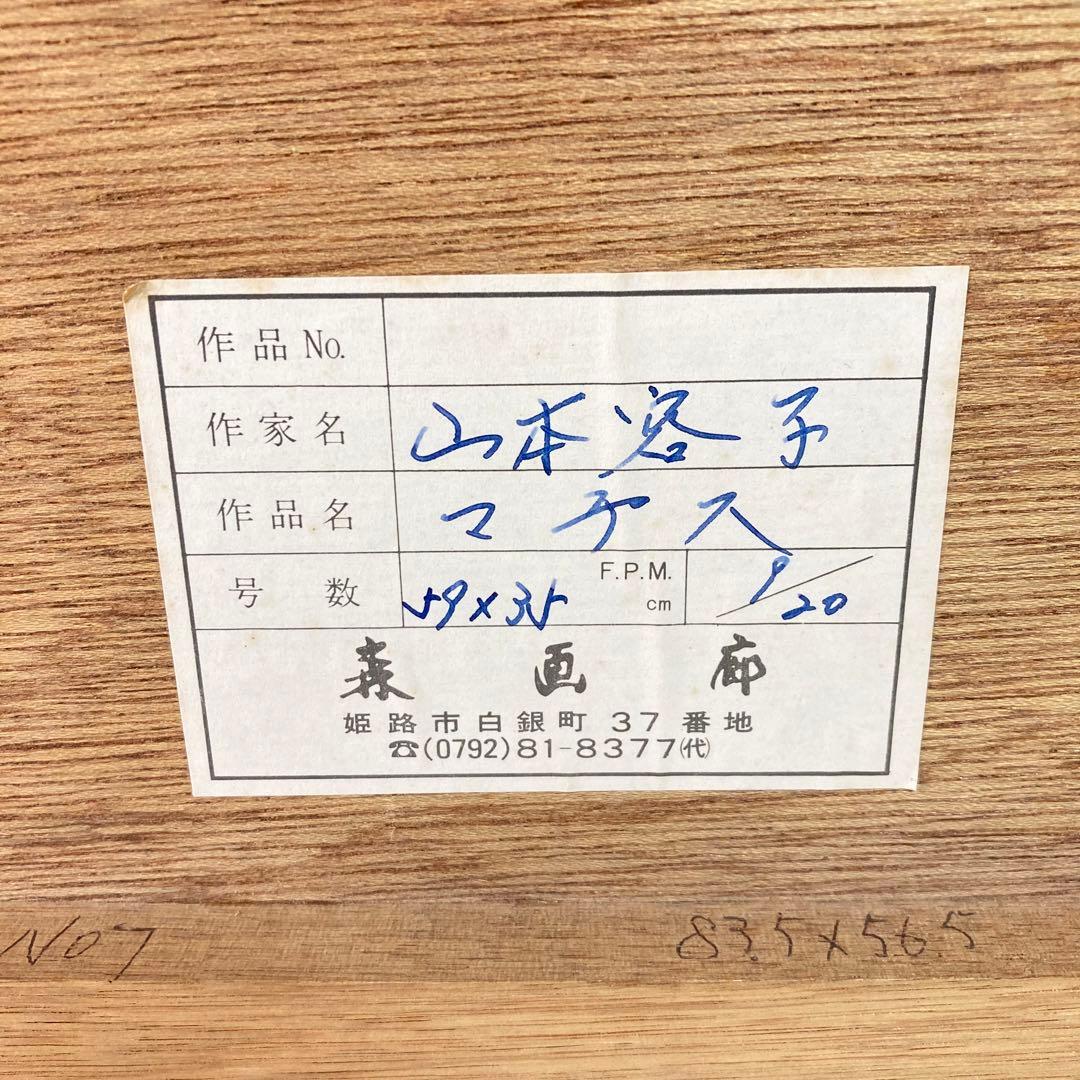 作品No.
作家名 山本容子
作品名 マチス
号数 59×35 F.P.M. cm 9/20
森画廊
姫路市白銀町37番地
☎(0792)81-8377㈹
No7 83.5×56.5